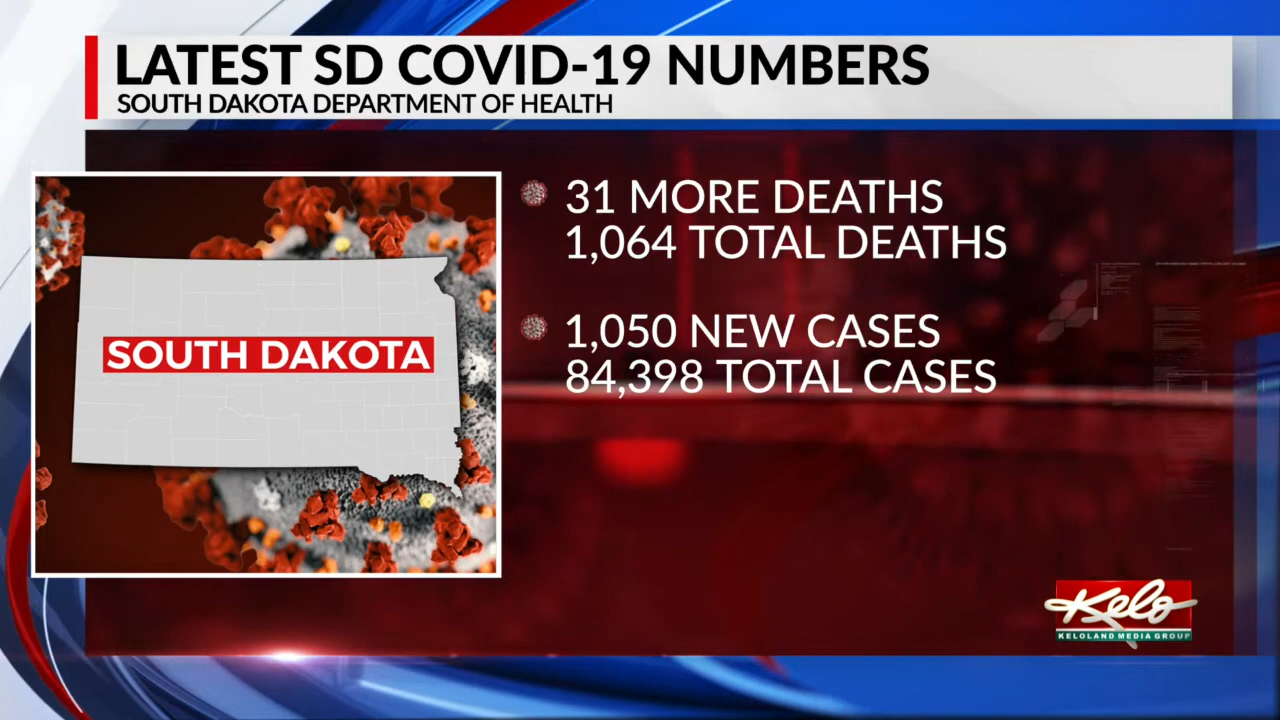 LATEST SD COVID-19 NUMBERS
SOUTH DAKOTA DEPARTMENT OF HEALTH
SOUTH DAKOTA
31 MORE DEATHS
1,064 TOTAL DEATHS
1,050 NEW CASES
84,398 TOTAL CASES
Kelo
KELOLAND MEDIA GROUP